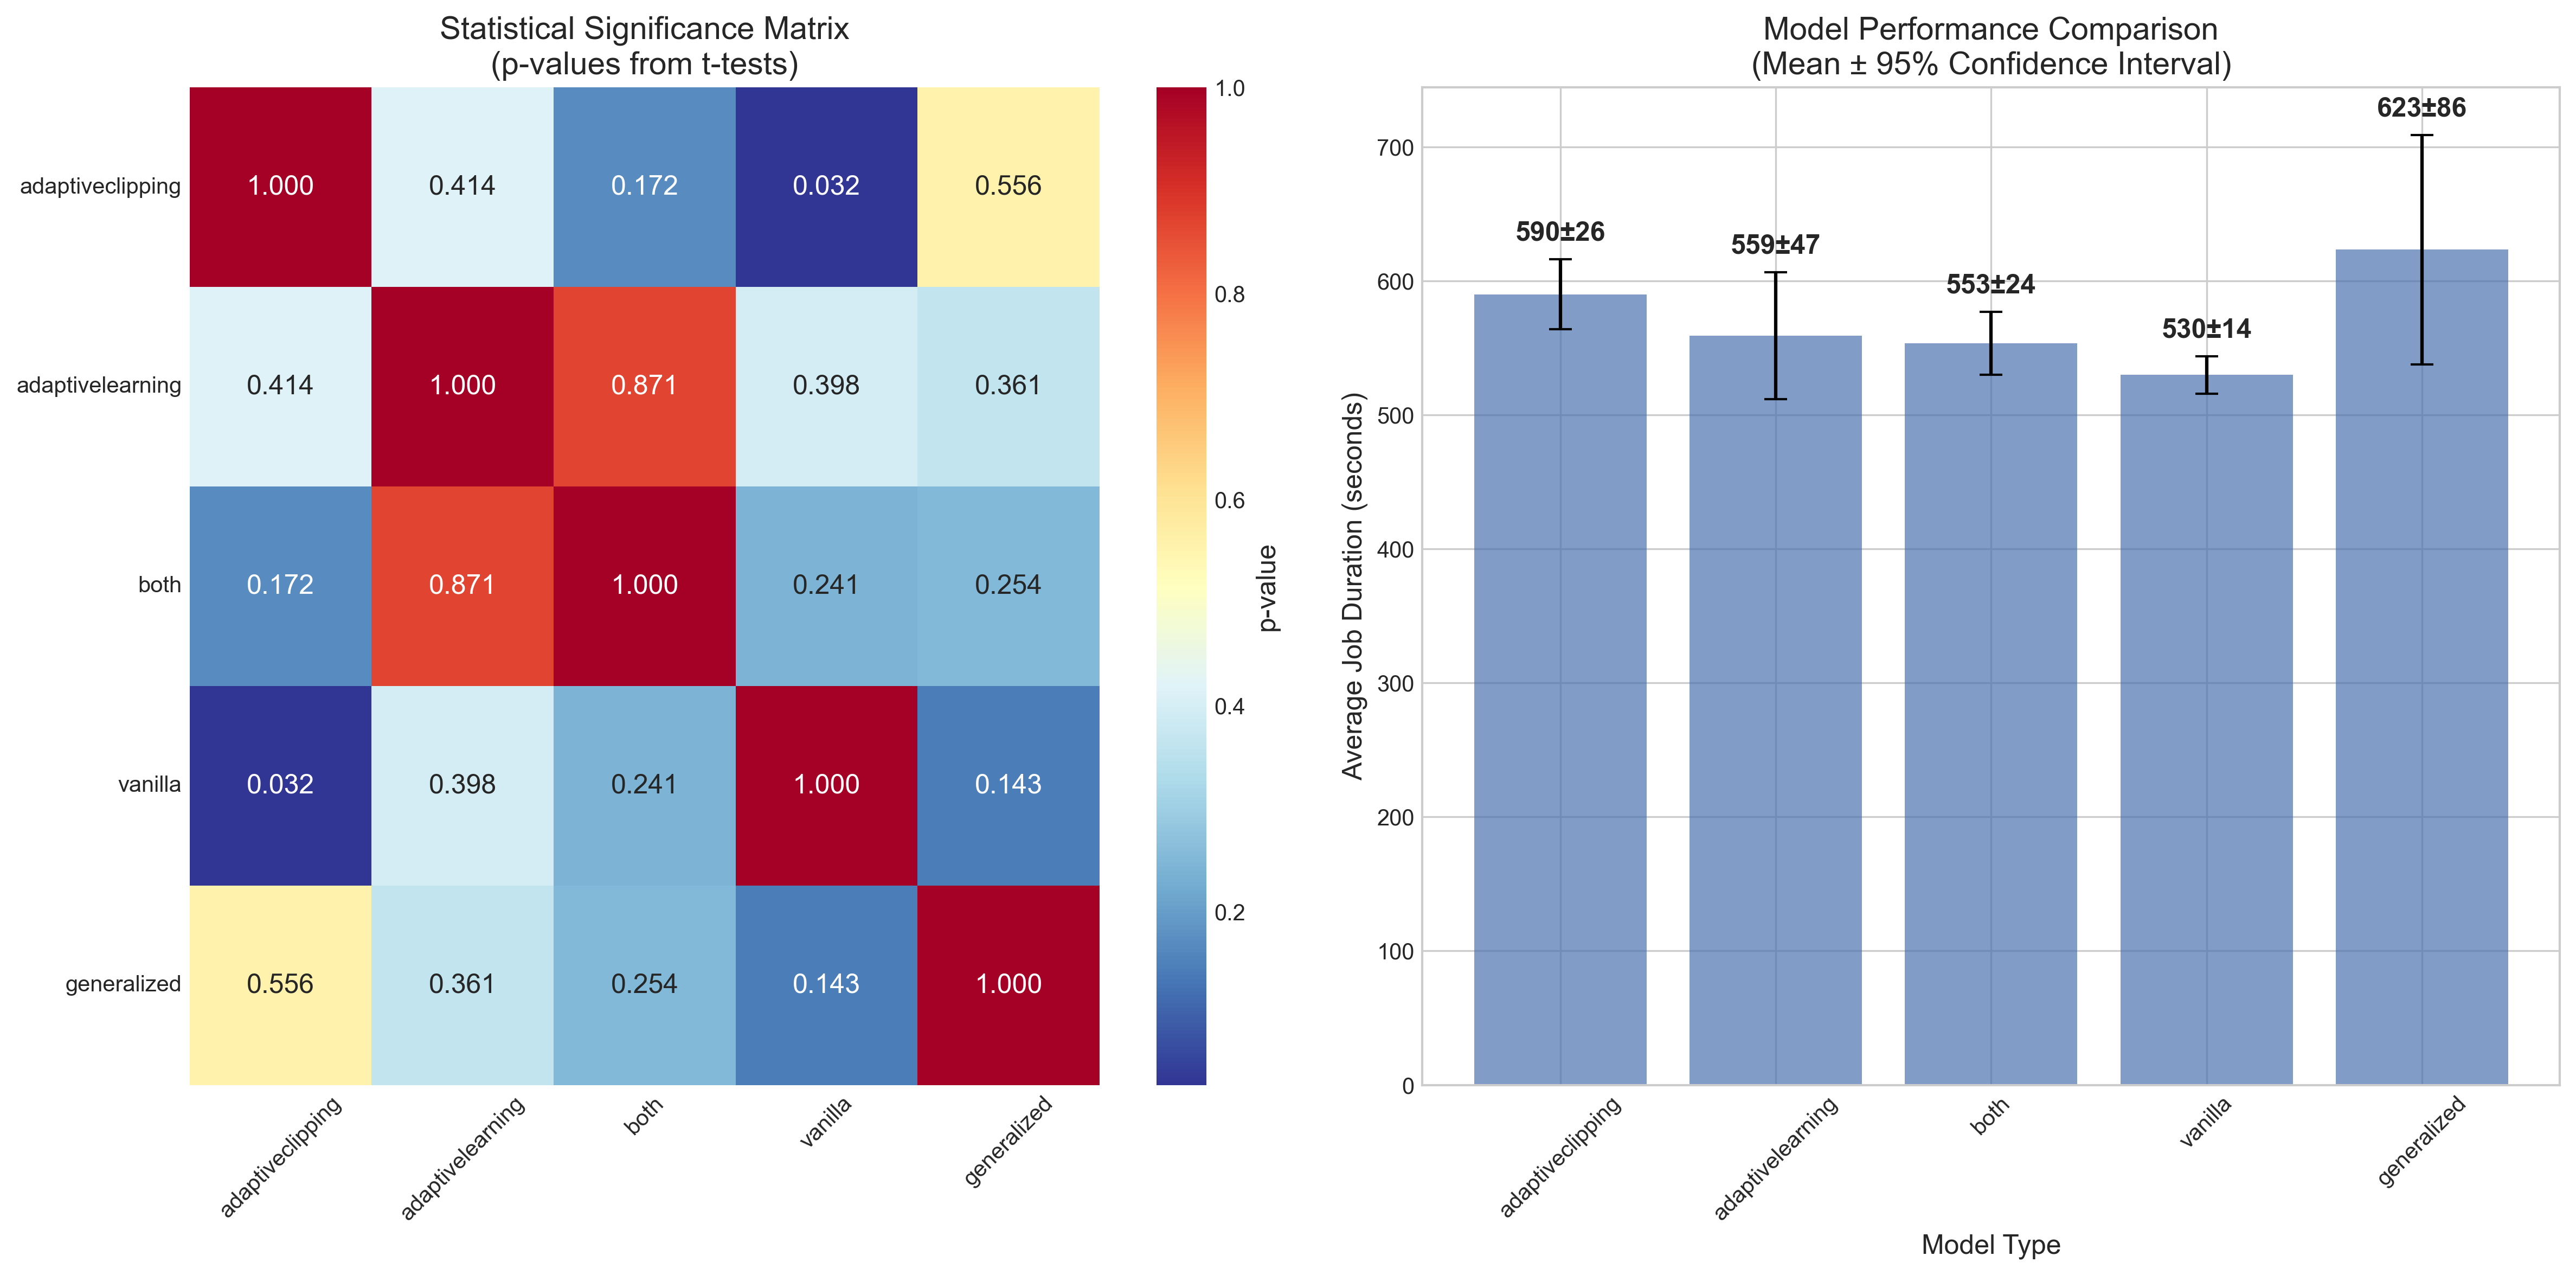 Statistical Significance Matrix
(p-values from t-tests)
adaptiveclipping 1.000 0.414 0.172 0.032 0.556
adaptivelearning 0.414 1.000 0.871 0.398 0.361
both 0.172 0.871 1.000 0.241 0.254
vanilla 0.032 0.398 0.241 1.000 0.143
generalized 0.556 0.361 0.254 0.143 1.000
adaptiveclipping adaptivelearning both vanilla generalized
1.0
0.8
0.6
0.4
0.2
p-value
Model Performance Comparison
(Mean ± 95% Confidence Interval)
Average Job Duration (seconds)
700
600
500
400
300
200
100
0
590±26
559±47
553±24
530±14
623±86
adaptiveclipping adaptivelearning both vanilla generalized
Model Type